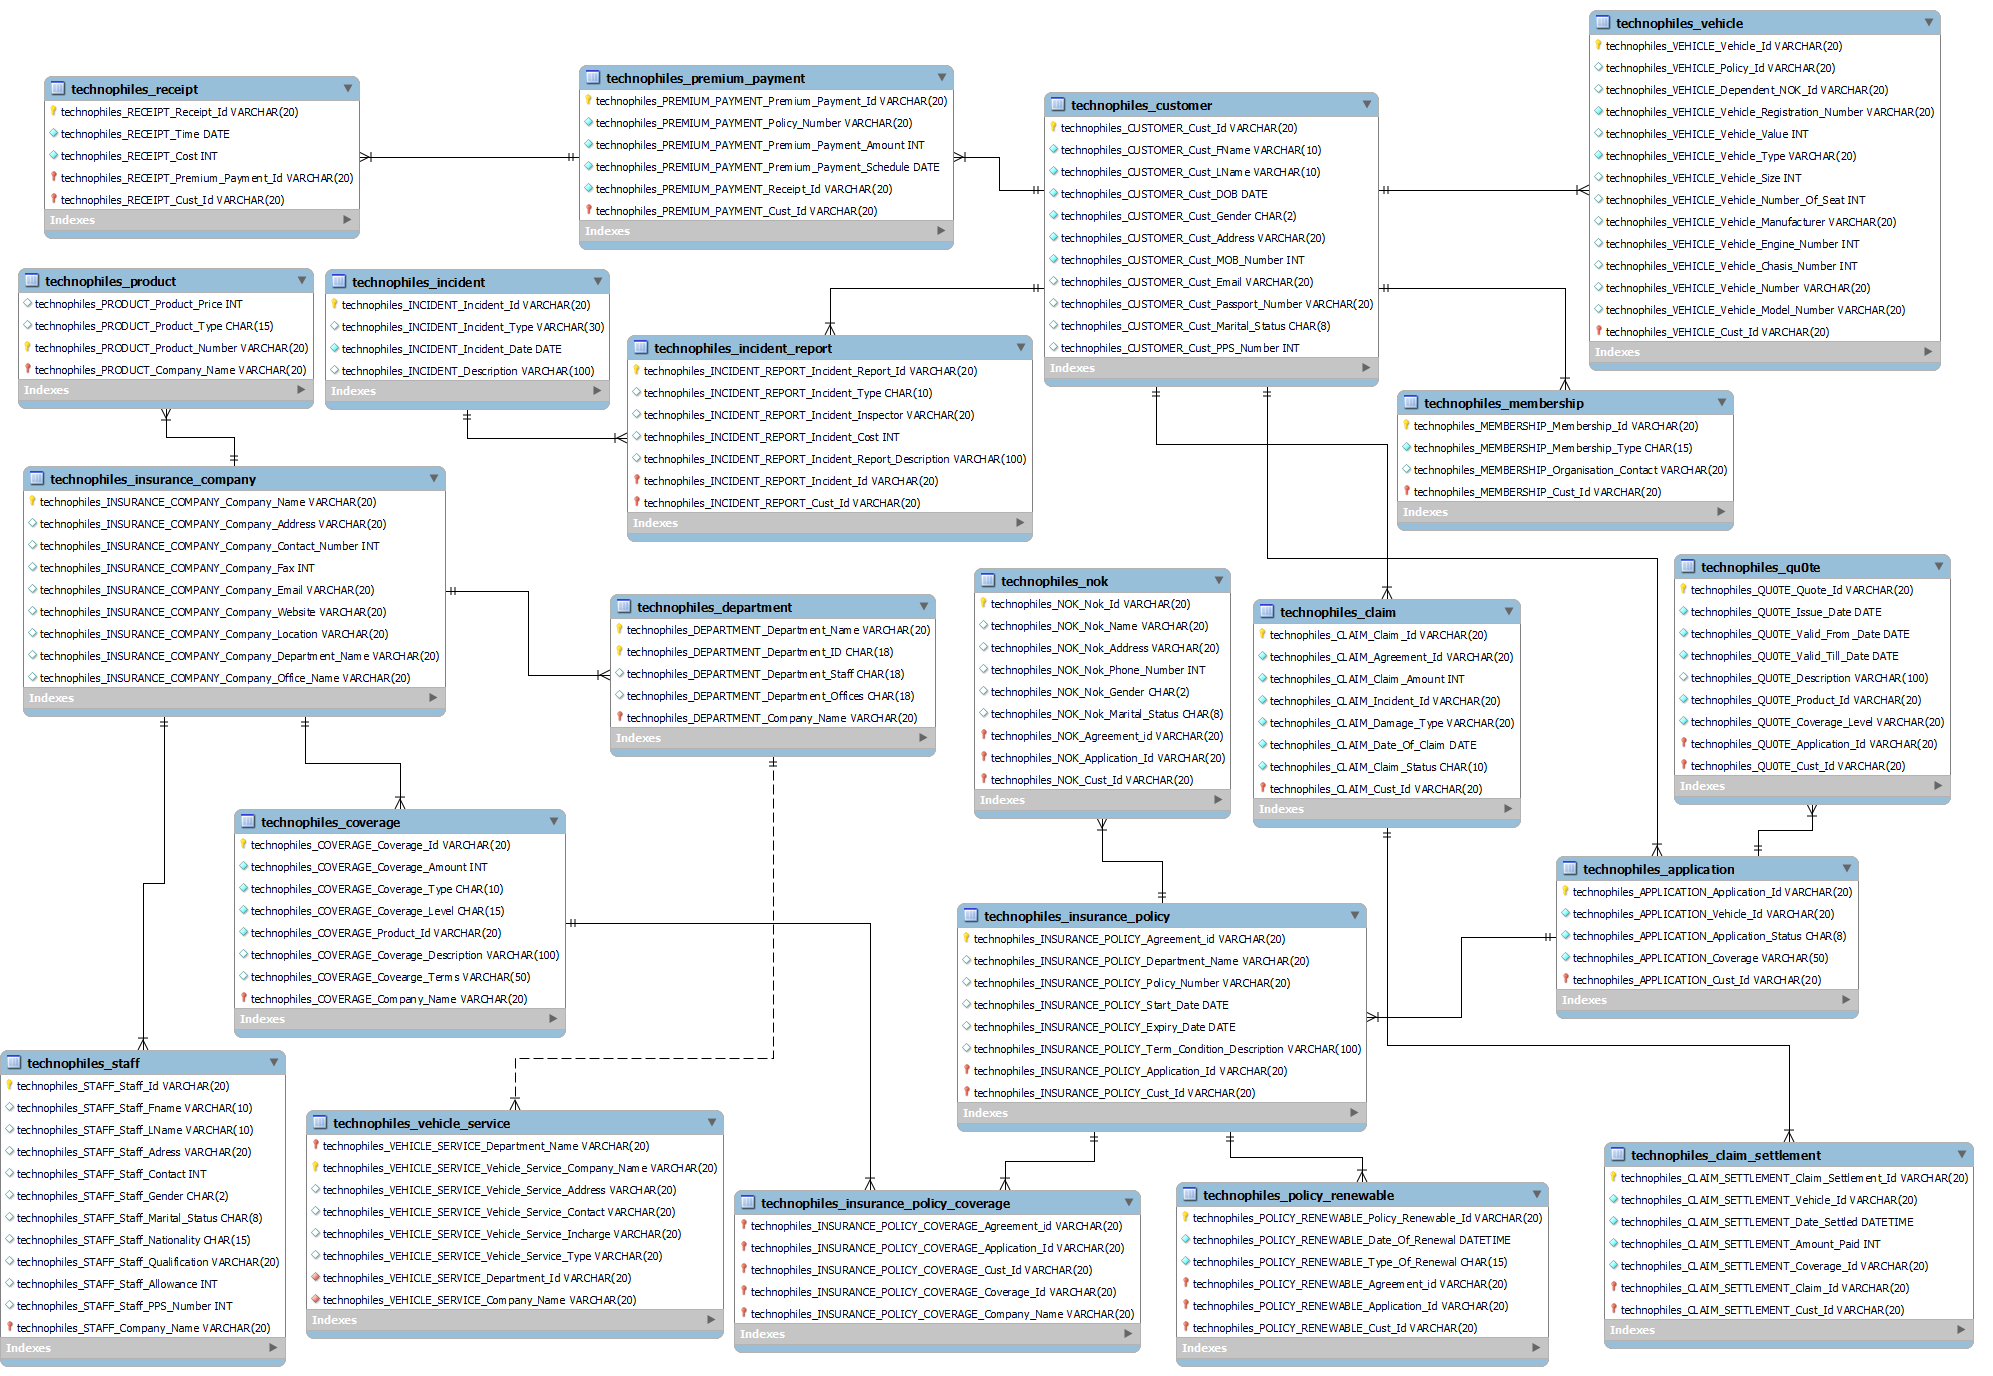 technophiles_receipt
technophiles_RECEIPT_Receipt_Id VARCHAR(20)
technophiles_RECEIPT_Time DATE
technophiles_RECEIPT_Cost INT
technophiles_RECEIPT_Premium_Payment_Id VARCHAR(20)
technophiles_RECEIPT_Cust_Id VARCHAR(20)
Indexes
technophiles_premium_payment
technophiles_PREMIUM_PAYMENT_Premium_Payment_Id VARCHAR(20)
technophiles_PREMIUM_PAYMENT_Policy_Number VARCHAR(20)
technophiles_PREMIUM_PAYMENT_Premium_Payment_Amount INT
technophiles_PREMIUM_PAYMENT_Premium_Payment_Schedule DATE
technophiles_PREMIUM_PAYMENT_Receipt_Id VARCHAR(20)
technophiles_PREMIUM_PAYMENT_Cust_Id VARCHAR(20)
Indexes
technophiles_customer
technophiles_CUSTOMER_Cust_Id VARCHAR(20)
technophiles_CUSTOMER_Cust_FName VARCHAR(10)
technophiles_CUSTOMER_Cust_LName VARCHAR(10)
technophiles_CUSTOMER_Cust_DOB DATE
technophiles_CUSTOMER_Cust_Gender CHAR(2)
technophiles_CUSTOMER_Cust_Address VARCHAR(20)
technophiles_CUSTOMER_Cust_MOB_Number INT
technophiles_CUSTOMER_Cust_Email VARCHAR(20)
technophiles_CUSTOMER_Cust_Passport_Number VARCHAR(20)
technophiles_CUSTOMER_Cust_Marital_Status CHAR(8)
technophiles_CUSTOMER_Cust_PPS_Number INT
Indexes
technophiles_vehicle
technophiles_VEHICLE_Vehicle_Id VARCHAR(20)
technophiles_VEHICLE_Policy_Id VARCHAR(20)
technophiles_VEHICLE_Dependent_NOK_Id VARCHAR(20)
technophiles_VEHICLE_Vehicle_Registration_Number VARCHAR(20)
technophiles_VEHICLE_Vehicle_Value INT
technophiles_VEHICLE_Vehicle_Type VARCHAR(20)
technophiles_VEHICLE_Vehicle_Size INT
technophiles_VEHICLE_Vehicle_Number_Of_Seat INT
technophiles_VEHICLE_Vehicle_Manufacturer VARCHAR(20)
technophiles_VEHICLE_Vehicle_Engine_Number INT
technophiles_VEHICLE_Vehicle_Chasis_Number INT
technophiles_VEHICLE_Vehicle_Number VARCHAR(20)
technophiles_VEHICLE_Vehicle_Model_Number VARCHAR(20)
technophiles_VEHICLE_Cust_Id VARCHAR(20)
Indexes
technophiles_product
technophiles_PRODUCT_Product_Price INT
technophiles_PRODUCT_Product_Type CHAR(15)
technophiles_PRODUCT_Product_Number VARCHAR(20)
technophiles_PRODUCT_Company_Name VARCHAR(20)
Indexes
technophiles_incident
technophiles_INCIDENT_Incident_Id VARCHAR(20)
technophiles_INCIDENT_Incident_Type VARCHAR(30)
technophiles_INCIDENT_Incident_Date DATE
technophiles_INCIDENT_Description VARCHAR(100)
Indexes
technophiles_incident_report
technophiles_INCIDENT_REPORT_Incident_Report_Id VARCHAR(20)
technophiles_INCIDENT_REPORT_Incident_Type CHAR(10)
technophiles_INCIDENT_REPORT_Incident_Inspector VARCHAR(20)
technophiles_INCIDENT_REPORT_Incident_Cost INT
technophiles_INCIDENT_REPORT_Incident_Report_Description VARCHAR(100)
technophiles_INCIDENT_REPORT_Incident_Id VARCHAR(20)
technophiles_INCIDENT_REPORT_Cust_Id VARCHAR(20)
Indexes
technophiles_membership
technophiles_MEMBERSHIP_Membership_Id VARCHAR(20)
technophiles_MEMBERSHIP_Membership_Type CHAR(15)
technophiles_MEMBERSHIP_Organisation_Contact VARCHAR(20)
technophiles_MEMBERSHIP_Cust_Id VARCHAR(20)
Indexes
technophiles_insurance_company
technophiles_INSURANCE_COMPANY_Company_Name VARCHAR(20)
technophiles_INSURANCE_COMPANY_Company_Address VARCHAR(20)
technophiles_INSURANCE_COMPANY_Company_Contact_Number INT
technophiles_INSURANCE_COMPANY_Company_Fax INT
technophiles_INSURANCE_COMPANY_Company_Email VARCHAR(20)
technophiles_INSURANCE_COMPANY_Company_Website VARCHAR(20)
technophiles_INSURANCE_COMPANY_Company_Location VARCHAR(20)
technophiles_INSURANCE_COMPANY_Company_Department_Name VARCHAR(20)
technophiles_INSURANCE_COMPANY_Company_Office_Name VARCHAR(20)
Indexes
technophiles_department
technophiles_DEPARTMENT_Department_Name VARCHAR(20)
technophiles_DEPARTMENT_Department_ID CHAR(18)
technophiles_DEPARTMENT_Department_Staff CHAR(18)
technophiles_DEPARTMENT_Department_Offices CHAR(18)
technophiles_DEPARTMENT_Company_Name VARCHAR(20)
Indexes
technophiles_nok
technophiles_NOK_Nok_Id VARCHAR(20)
technophiles_NOK_Nok_Name VARCHAR(20)
technophiles_NOK_Nok_Address VARCHAR(20)
technophiles_NOK_Nok_Phone_Number INT
technophiles_NOK_Nok_Gender CHAR(2)
technophiles_NOK_Nok_Marital_Status CHAR(8)
technophiles_NOK_Agreement_id VARCHAR(20)
technophiles_NOK_Application_Id VARCHAR(20)
technophiles_NOK_Cust_Id VARCHAR(20)
Indexes
technophiles_claim
technophiles_CLAIM_Claim_Id VARCHAR(20)
technophiles_CLAIM_Agreement_Id VARCHAR(20)
technophiles_CLAIM_Claim_Amount INT
technophiles_CLAIM_Incident_Id VARCHAR(20)
technophiles_CLAIM_Damage_Type VARCHAR(20)
technophiles_CLAIM_Date_Of_Claim DATE
technophiles_CLAIM_Claim_Status CHAR(10)
technophiles_CLAIM_Cust_Id VARCHAR(20)
Indexes
technophiles_qu0te
technophiles_QU0TE_Quote_Id VARCHAR(20)
technophiles_QU0TE_Issue_Date DATE
technophiles_QU0TE_Valid_From_Date DATE
technophiles_QU0TE_Valid_Till_Date DATE
technophiles_QU0TE_Description VARCHAR(100)
technophiles_QU0TE_Product_Id VARCHAR(20)
technophiles_QU0TE_Coverage_Level VARCHAR(20)
technophiles_QU0TE_Application_Id VARCHAR(20)
technophiles_QU0TE_Cust_Id VARCHAR(20)
Indexes
technophiles_coverage
technophiles_COVERAGE_Coverage_Id VARCHAR(20)
technophiles_COVERAGE_Coverage_Amount INT
technophiles_COVERAGE_Coverage_Type CHAR(10)
technophiles_COVERAGE_Coverage_Level CHAR(15)
technophiles_COVERAGE_Product_Id VARCHAR(20)
technophiles_COVERAGE_Coverage_Description VARCHAR(100)
technophiles_COVERAGE_Covearge_Terms VARCHAR(50)
technophiles_COVERAGE_Company_Name VARCHAR(20)
Indexes
technophiles_application
technophiles_APPLICATION_Application_Id VARCHAR(20)
technophiles_APPLICATION_Vehicle_Id VARCHAR(20)
technophiles_APPLICATION_Application_Status CHAR(8)
technophiles_APPLICATION_Coverage VARCHAR(50)
technophiles_APPLICATION_Cust_Id VARCHAR(20)
Indexes
technophiles_insurance_policy
technophiles_INSURANCE_POLICY_Agreement_id VARCHAR(20)
technophiles_INSURANCE_POLICY_Department_Name VARCHAR(20)
technophiles_INSURANCE_POLICY_Policy_Number VARCHAR(20)
technophiles_INSURANCE_POLICY_Start_Date DATE
technophiles_INSURANCE_POLICY_Expiry_Date DATE
technophiles_INSURANCE_POLICY_Term_Condition_Description VARCHAR(100)
technophiles_INSURANCE_POLICY_Application_Id VARCHAR(20)
technophiles_INSURANCE_POLICY_Cust_Id VARCHAR(20)
Indexes
technophiles_staff
technophiles_STAFF_Staff_Id VARCHAR(20)
technophiles_STAFF_Staff_Fname VARCHAR(10)
technophiles_STAFF_Staff_LName VARCHAR(10)
technophiles_STAFF_Staff_Adress VARCHAR(20)
technophiles_STAFF_Staff_Contact INT
technophiles_STAFF_Staff_Gender CHAR(2)
technophiles_STAFF_Staff_Marital_Status CHAR(8)
technophiles_STAFF_Staff_Nationality CHAR(15)
technophiles_STAFF_Staff_Qualification VARCHAR(20)
technophiles_STAFF_Staff_Allowance INT
technophiles_STAFF_Staff_PPS_Number INT
technophiles_STAFF_Company_Name VARCHAR(20)
Indexes
technophiles_vehicle_service
technophiles_VEHICLE_SERVICE_Department_Name VARCHAR(20)
technophiles_VEHICLE_SERVICE_Vehicle_Service_Company_Name VARCHAR(20)
technophiles_VEHICLE_SERVICE_Vehicle_Service_Address VARCHAR(20)
technophiles_VEHICLE_SERVICE_Vehicle_Service_Contact VARCHAR(20)
technophiles_VEHICLE_SERVICE_Vehicle_Service_Incharge VARCHAR(20)
technophiles_VEHICLE_SERVICE_Vehicle_Service_Type VARCHAR(20)
technophiles_VEHICLE_SERVICE_Department_Id VARCHAR(20)
technophiles_VEHICLE_SERVICE_Company_Name VARCHAR(20)
Indexes
technophiles_insurance_policy_coverage
technophiles_INSURANCE_POLICY_COVERAGE_Agreement_id VARCHAR(20)
technophiles_INSURANCE_POLICY_COVERAGE_Application_Id VARCHAR(20)
technophiles_INSURANCE_POLICY_COVERAGE_Cust_Id VARCHAR(20)
technophiles_INSURANCE_POLICY_COVERAGE_Coverage_Id VARCHAR(20)
technophiles_INSURANCE_POLICY_COVERAGE_Company_Name VARCHAR(20)
Indexes
technophiles_policy_renewable
technophiles_POLICY_RENEWABLE_Policy_Renewable_Id VARCHAR(20)
technophiles_POLICY_RENEWABLE_Date_Of_Renewal DATETIME
technophiles_POLICY_RENEWABLE_Type_Of_Renewal CHAR(15)
technophiles_POLICY_RENEWABLE_Agreement_id VARCHAR(20)
technophiles_POLICY_RENEWABLE_Application_Id VARCHAR(20)
technophiles_POLICY_RENEWABLE_Cust_Id VARCHAR(20)
Indexes
technophiles_claim_settlement
technophiles_CLAIM_SETTLEMENT_Claim_Settlement_Id VARCHAR(20)
technophiles_CLAIM_SETTLEMENT_Vehicle_Id VARCHAR(20)
technophiles_CLAIM_SETTLEMENT_Date_Settled DATETIME
technophiles_CLAIM_SETTLEMENT_Amount_Paid INT
technophiles_CLAIM_SETTLEMENT_Coverage_Id VARCHAR(20)
technophiles_CLAIM_SETTLEMENT_Claim_Id VARCHAR(20)
technophiles_CLAIM_SETTLEMENT_Cust_Id VARCHAR(20)
Indexes